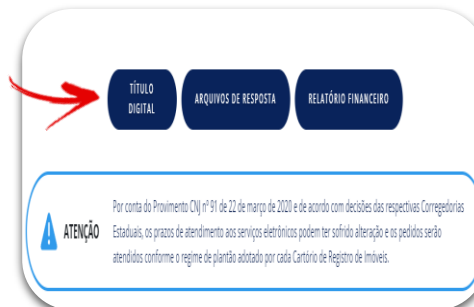 TÍTULO
DIGITAL
ARQUIVOS DE RESPOSTA
RELATÓRIO FINANCEIRO
ATENÇÃO
Por conta do Provimento CNJ nº 91 de 22 de março de 2020 e de acordo com decisões das respectivas Corregedorias
Estaduais, os prazos de atendimento aos serviços eletrônicos podem ter sofrido alteração e os pedidos serão
atendidos conforme o regime de plantão adotado por cada Cartório de Registro de Imóveis.